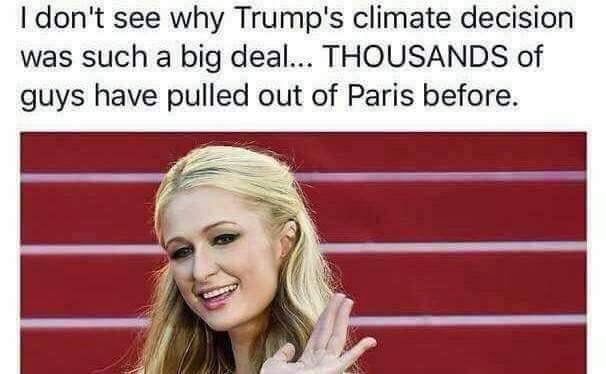 I don't see why Trump's climate decision
was such a big deal... THOUSANDS of
guys have pulled out of Paris before.